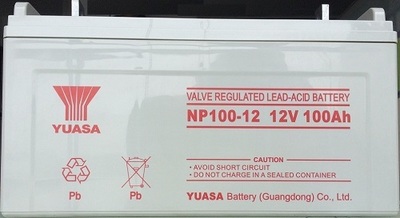 YUASA
VALVE REGULATED LEAD-ACID BATTERY
NP100-12 12V 100Ah
Pb
Pb
CAUTION
• AVOID SHORT CIRCUIT
• DO NOT CHARGE IN A SEALED CONTAINER
YUASA Battery (Guangdong) Co., Ltd.